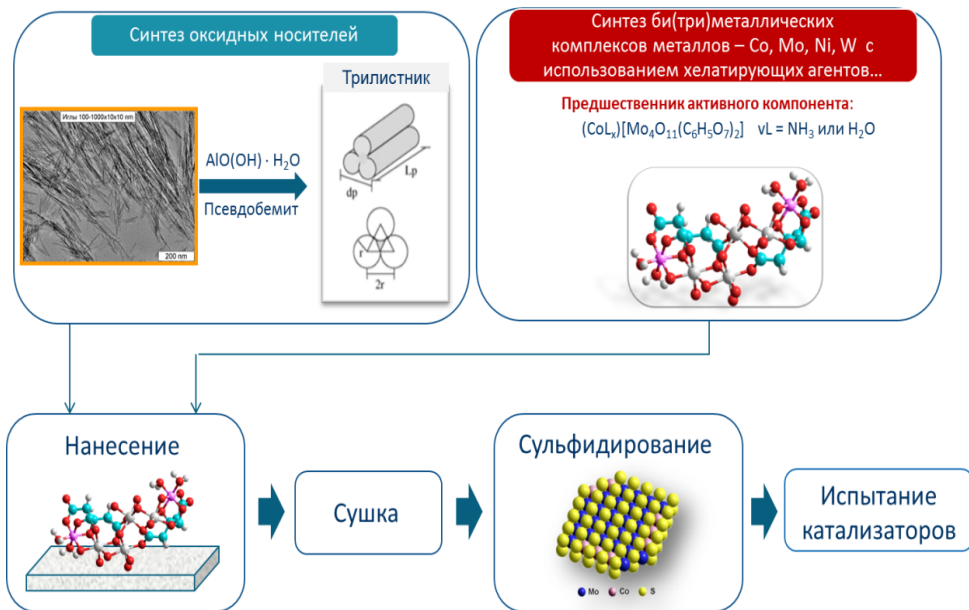 Синтез оксидных носителей
Иглы 100-1000x10x10 nm
200 nm
AlO(OH) · H₂O
Псевдобемит
Трилистник
Lp
dp
r
2r
Синтез би(три)металлических
комплексов металлов – Co, Mo, Ni, W с
использованием хелатирующих агентов...
Предшественник активного компонента:
(CoLₓ)[Mo₄O₁₁(C₆H₅O₇)₂] vL = NH₃ или H₂O
Нанесение
Сушка
Сульфидирование
Mo Co S
Испытание
катализаторов